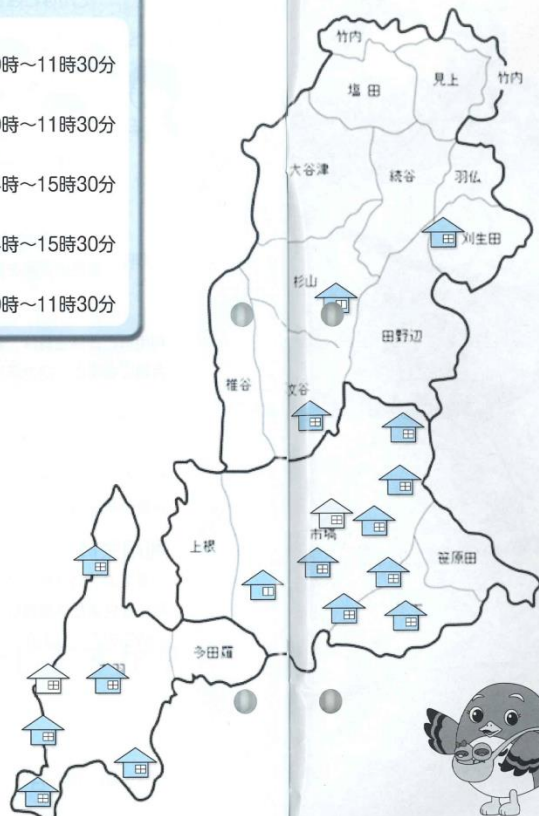 時～11時30分
時～11時30分
時～15時30分
時～15時30分
時～11時30分
竹内
塩田
見上
竹内
大谷津
続谷
羽仏
刈生田
杉山
田野辺
椎谷
文谷
上根
市塙
笹原田
多田羅